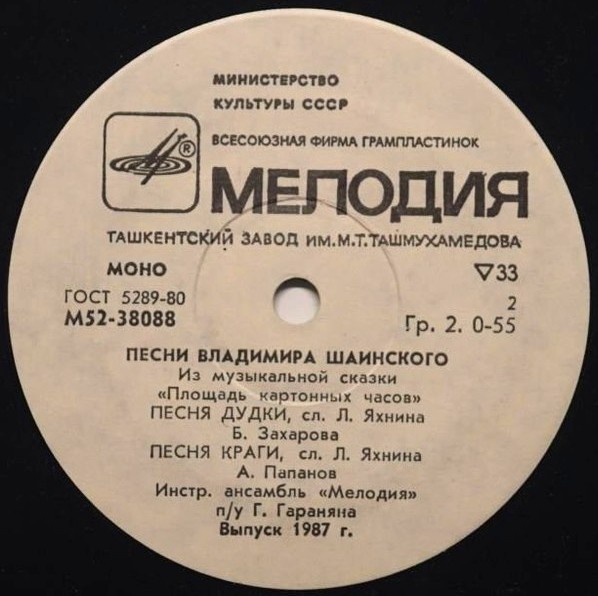 МИНИСТЕРСТВО
КУЛЬТУРЫ СССР
ВСЕСОЮЗНАЯ ФИРМА ГРАМПЛАСТИНОК
®
МЕЛОДИЯ
ТАШКЕНТСКИЙ ЗАВОД ИМ.М.Т.ТАШМУХАМЕДОВА
МОНО ▽33
ГОСТ 5289-80 2
М52-38088 Гр. 2. 0-55
ПЕСНИ ВЛАДИМИРА ШАИНСКОГО
Из музыкальной сказки
«Площадь картонных часов»
ПЕСНЯ ДУДКИ, сл. Л. Яхнина
Б. Захарова
ПЕСНЯ КРАГИ, сл. Л. Яхнина
А. Папанов
Инстр. ансамбль «Мелодия»
п/у Г. Гараняна
Выпуск 1987 г.